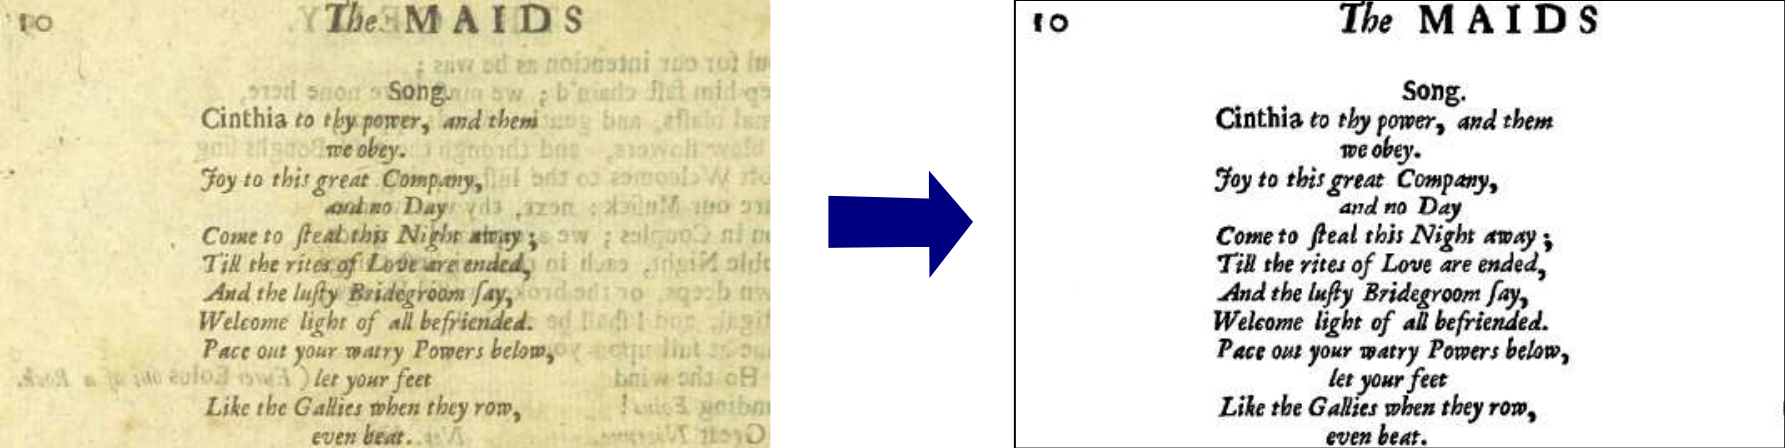 10 The MAIDS
Song.
Cinthia to thy power, and them
we obey.
Joy to this great Company,
and no Day
Come to steal this Night away;
Till the rites of Love are ended,
And the lusty Bridegroom say,
Welcome light of all befriended.
Pace out your watry Powers below,
let your feet
Like the Gallies when they row,
even beat.
10 The MAIDS
Song.
Cinthia to thy power, and them
we obey.
Joy to this great Company,
and no Day
Come to steal this Night away;
Till the rites of Love are ended,
And the lusty Bridegroom say,
Welcome light of all befriended.
Pace out your watry Powers below,
let your feet
Like the Gallies when they row,
even beat.